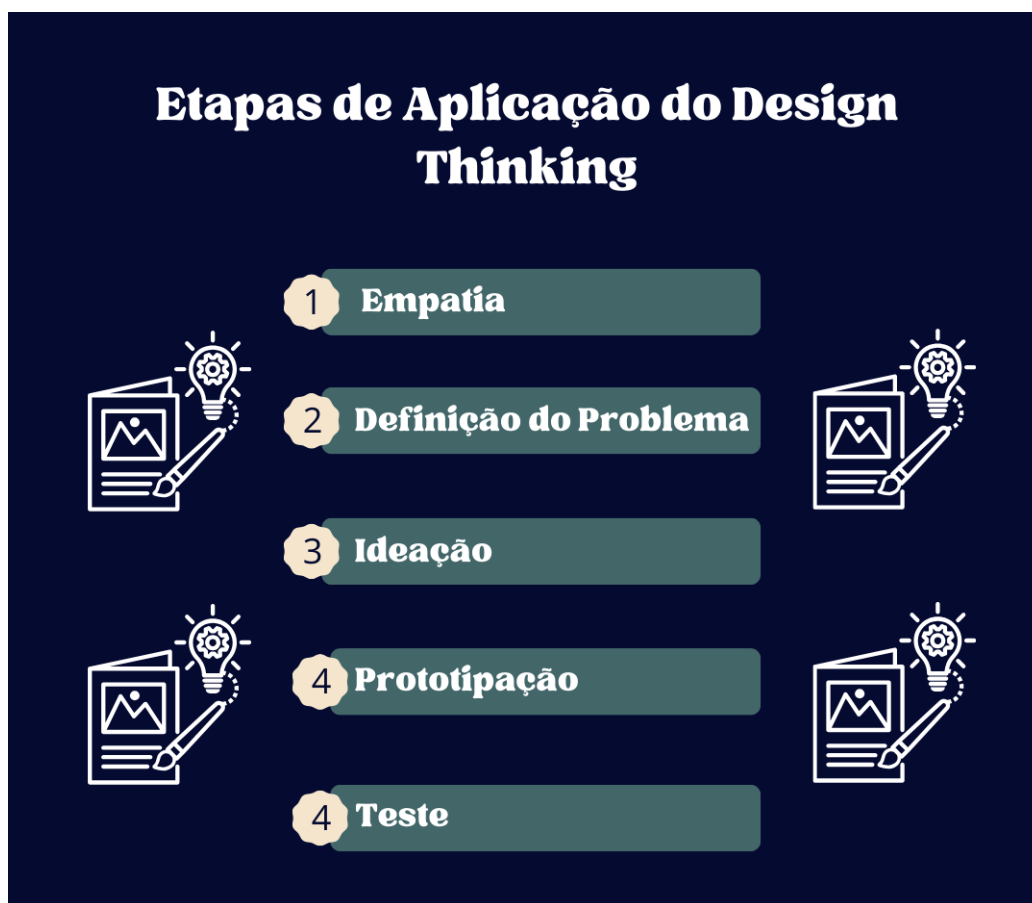 Etapas de Aplicação do Design
Thinking
1 Empatia
2 Definição do Problema
3 Ideação
4 Prototipação
4 Teste